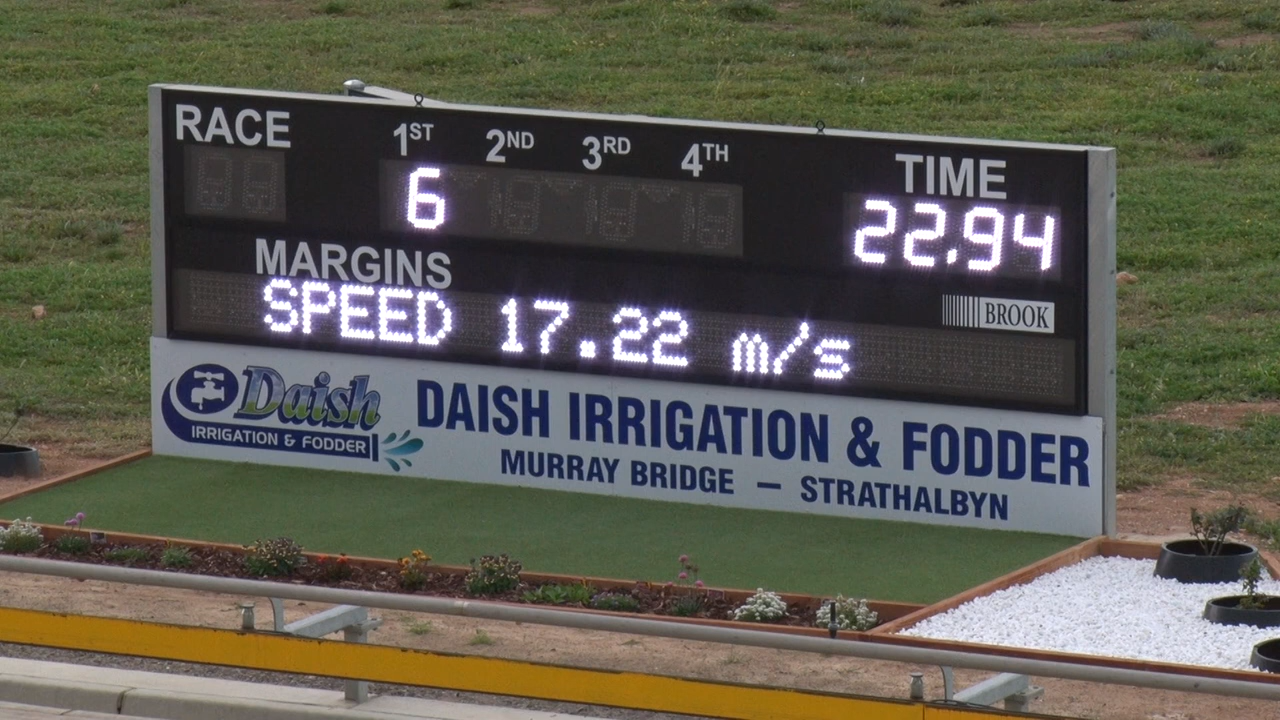 RACE 1ST 2ND 3RD 4TH TIME
6 22.94
MARGINS
SPEED 17.22 m/s
BROOK
Daish
IRRIGATION & FODDER
DAISH IRRIGATION & FODDER
MURRAY BRIDGE – STRATHALBYN